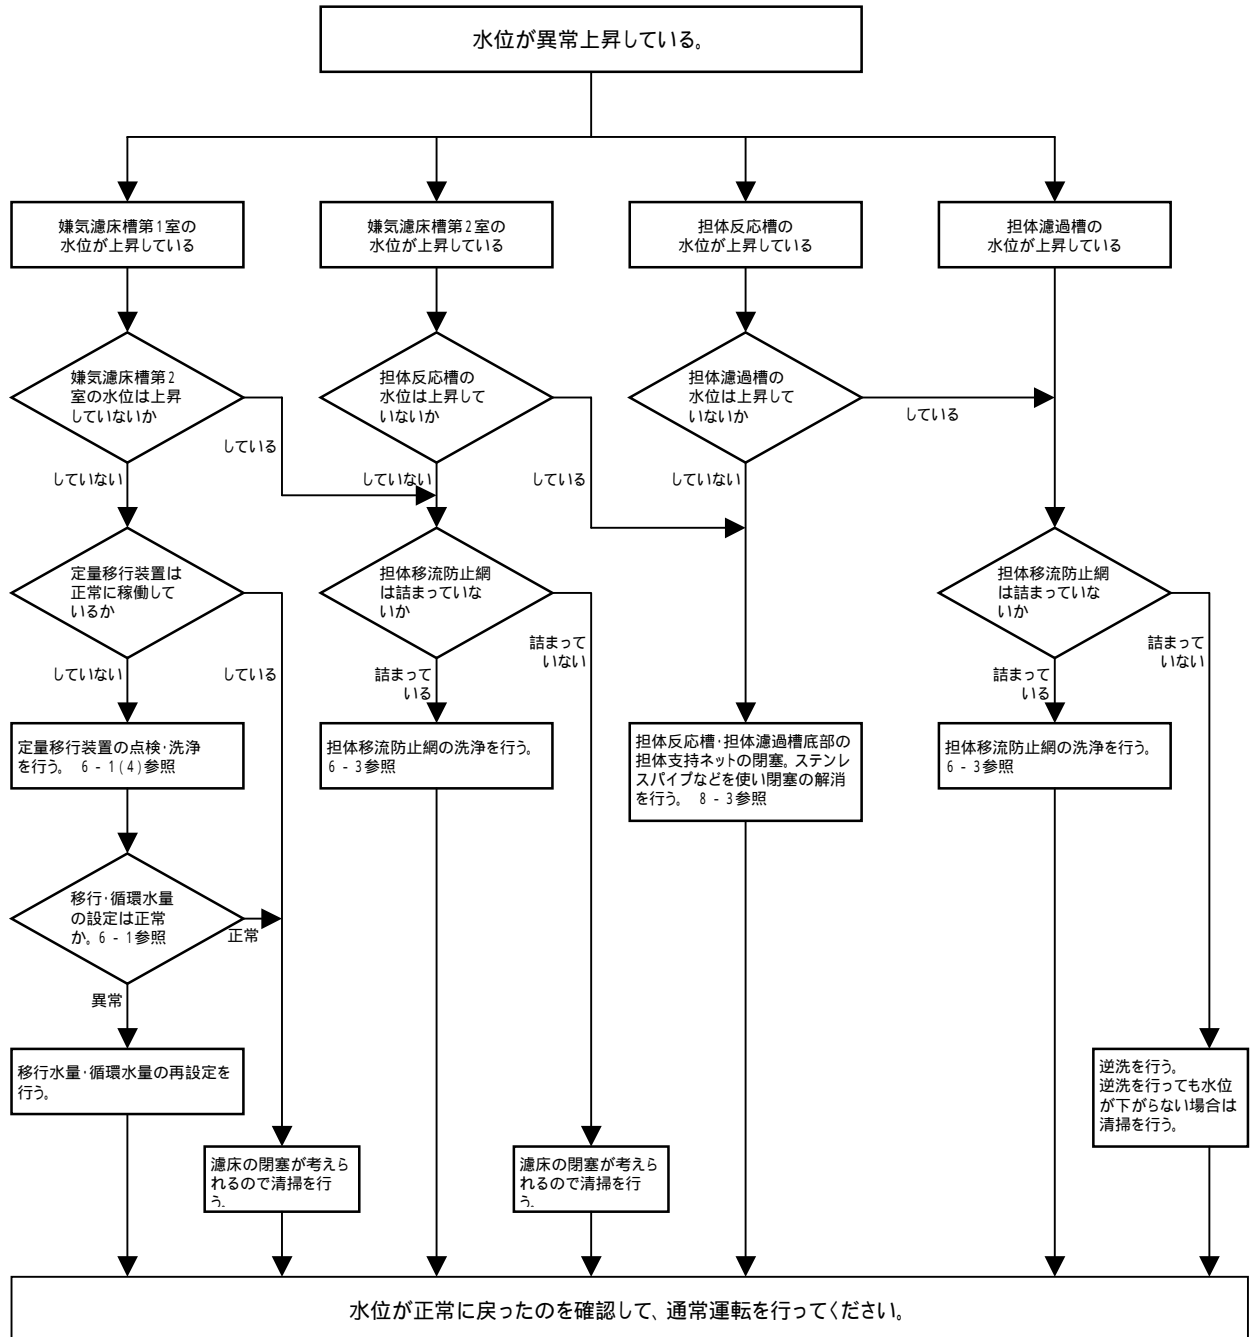 水位が異常上昇している。
嫌気濾床槽第1室の
水位が上昇している
嫌気濾床槽第2室の
水位が上昇している
担体反応槽の
水位が上昇している
担体濾過槽の
水位が上昇している
嫌気濾床槽第2
室の水位は上昇
していないか
担体反応槽の
水位は上昇して
いないか
担体濾過槽の
水位は上昇して
いないか
している
している
していない
していない
している
していない
定量移行装置は
正常に稼働して
いるか
担体移流防止網
は詰まっていな
いか
担体移流防止網
は詰まっていな
いか
していない
している
詰まって
いる
詰まって
いない
詰まって
いる
詰まって
いない
定量移行装置の点検・洗浄
を行う。 6 - 1(4)参照
担体移流防止網の洗浄を行う。
6 - 3参照
担体反応槽・担体濾過槽底部の
担体支持ネットの閉塞。ステンレ
スパイプなどを使い閉塞の解消
を行う。 8 - 3参照
担体移流防止網の洗浄を行う。
6 - 3参照
移行・循環水量
の設定は正常
か。6 - 1参照
正常
異常
移行水量・循環水量の再設定を
行う。
逆洗を行う。
逆洗を行っても水位
が下がらない場合は
清掃を行う。
濾床の閉塞が考えら
れるので清掃を行
う。
濾床の閉塞が考えら
れるので清掃を行
う。
水位が正常に戻ったのを確認して、通常運転を行ってください。